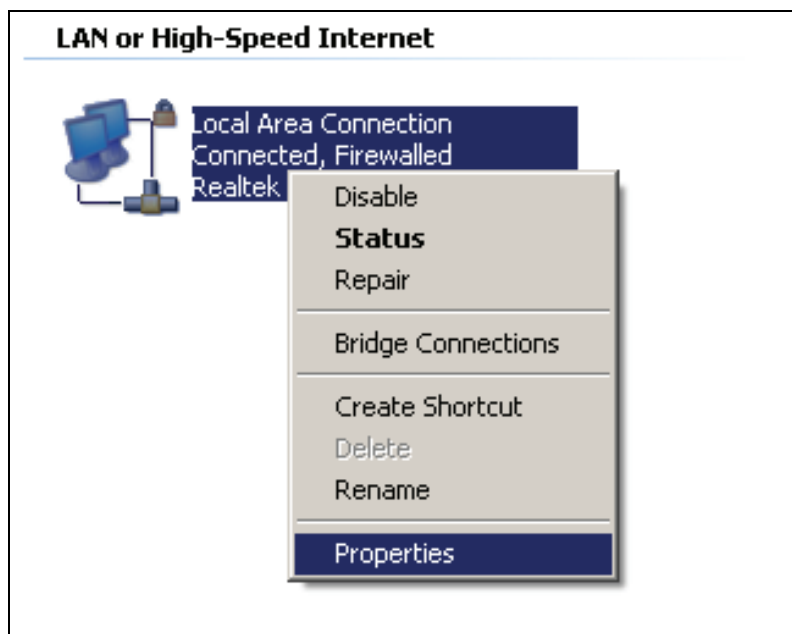 LAN or High-Speed Internet
Local Area Connection
Connected, Firewalled
Realtek
Disable
Status
Repair
Bridge Connections
Create Shortcut
Delete
Rename
Properties